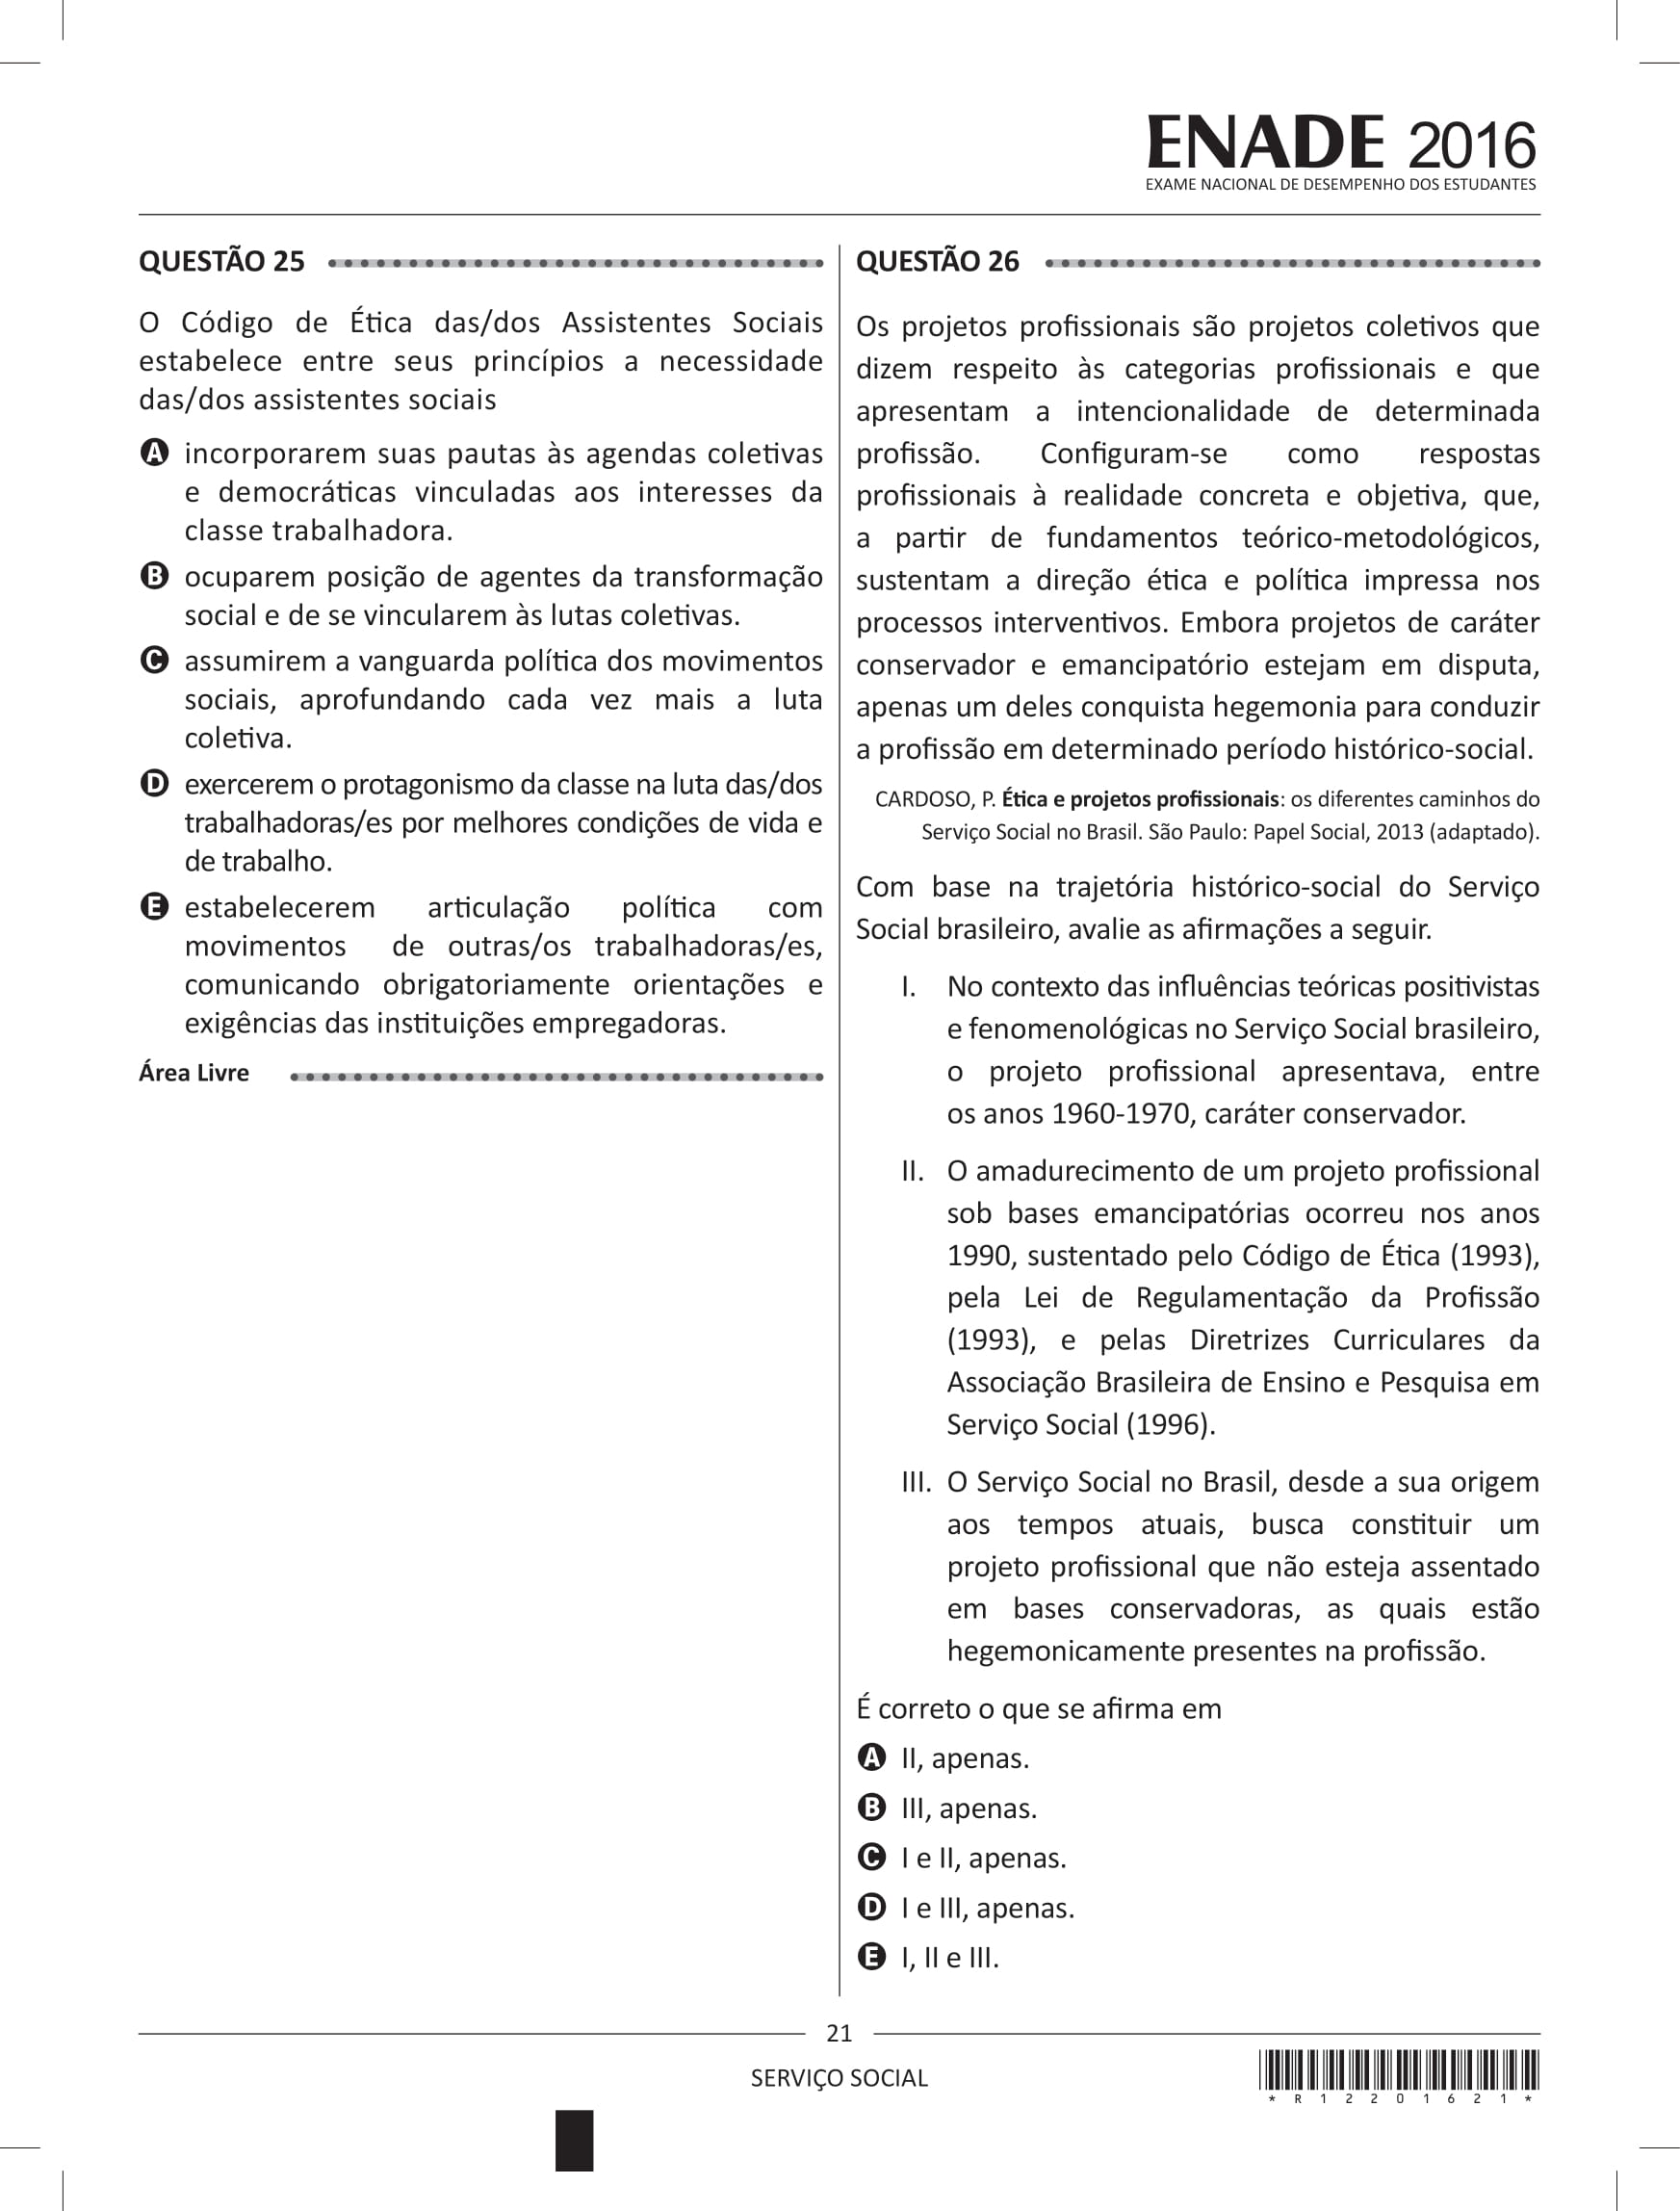 ENADE 2016
EXAME NACIONAL DE DESEMPENHO DOS ESTUDANTES
QUESTÃO 25
O Código de Ética das/dos Assistentes Sociais
estabelece entre seus princípios a necessidade
das/dos assistentes sociais
A incorporarem suas pautas às agendas coletivas
e democráticas vinculadas aos interesses da
classe trabalhadora.
B ocuparem posição de agentes da transformação
social e de se vincularem às lutas coletivas.
C assumirem a vanguarda política dos movimentos
sociais, aprofundando cada vez mais a luta
coletiva.
D exercerem o protagonismo da classe na luta das/dos
trabalhadoras/es por melhores condições de vida e
de trabalho.
E estabelecerem articulação política com
movimentos de outras/os trabalhadoras/es,
comunicando obrigatoriamente orientações e
exigências das instituições empregadoras.
Área Livre
QUESTÃO 26
Os projetos profissionais são projetos coletivos que
dizem respeito às categorias profissionais e que
apresentam a intencionalidade de determinada
profissão. Configuram-se como respostas
profissionais à realidade concreta e objetiva, que,
a partir de fundamentos teórico-metodológicos,
sustentam a direção ética e política impressa nos
processos interventivos. Embora projetos de caráter
conservador e emancipatório estejam em disputa,
apenas um deles conquista hegemonia para conduzir
a profissão em determinado período histórico-social.
CARDOSO, P. Ética e projetos profissionais: os diferentes caminhos do
Serviço Social no Brasil. São Paulo: Papel Social, 2013 (adaptado).
Com base na trajetória histórico-social do Serviço
Social brasileiro, avalie as afirmações a seguir.
I. No contexto das influências teóricas positivistas
e fenomenológicas no Serviço Social brasileiro,
o projeto profissional apresentava, entre
os anos 1960-1970, caráter conservador.
II. O amadurecimento de um projeto profissional
sob bases emancipatórias ocorreu nos anos
1990, sustentado pelo Código de Ética (1993),
pela Lei de Regulamentação da Profissão
(1993), e pelas Diretrizes Curriculares da
Associação Brasileira de Ensino e Pesquisa em
Serviço Social (1996).
III. O Serviço Social no Brasil, desde a sua origem
aos tempos atuais, busca constituir um
projeto profissional que não esteja assentado
em bases conservadoras, as quais estão
hegemonicamente presentes na profissão.
É correto o que se afirma em
A II, apenas.
B III, apenas.
C I e II, apenas.
D I e III, apenas.
E I, II e III.
21
SERVIÇO SOCIAL
* R 1 2 2 0 1 6 2 1 *